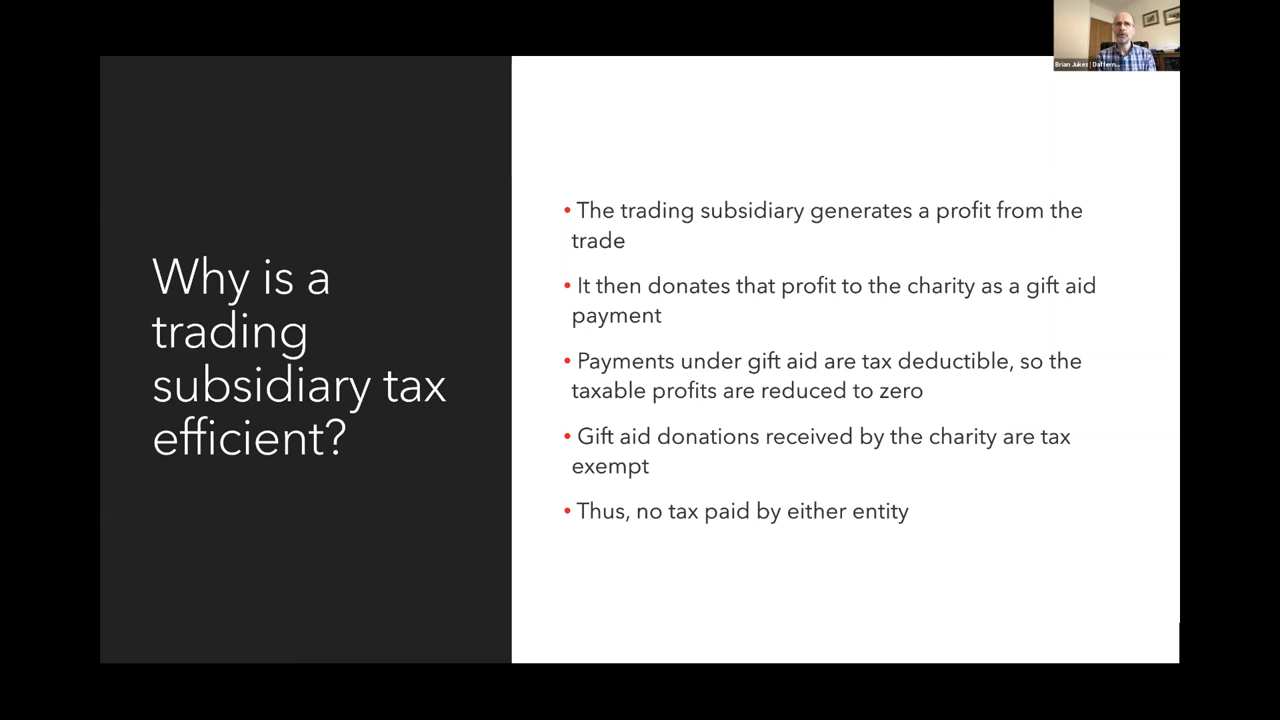 Brian Jukes | Daffern...
Why is a
trading
subsidiary tax
efficient?
• The trading subsidiary generates a profit from the
trade
• It then donates that profit to the charity as a gift aid
payment
• Payments under gift aid are tax deductible, so the
taxable profits are reduced to zero
• Gift aid donations received by the charity are tax
exempt
• Thus, no tax paid by either entity